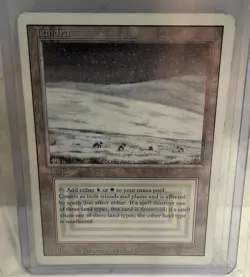 Tundra
Land
: Add either or to your mana pool.
Counts as both islands and plains and is affected
by spells that affect either. If a spell destroys one
of these land types, this card is destroyed; if a spell
alters one of these land types, the other land type
is unaffected.